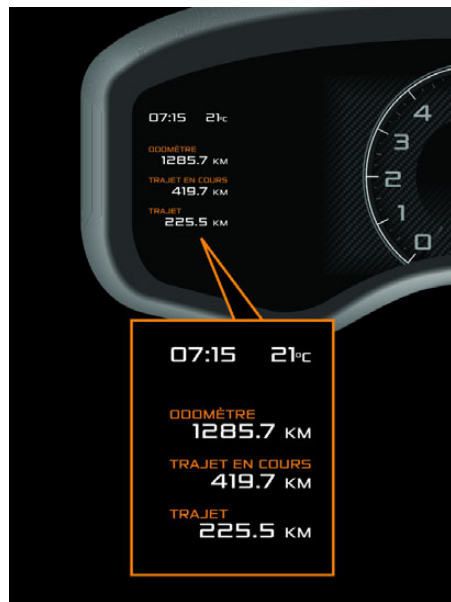 07:15 21°C
ODOMÈTRE
1285.7 KM
TRAJET EN COURS
419.7 KM
TRAJET
225.5 KM
4
3
2
1
0
07:15 21°C
ODOMÈTRE
1285.7 KM
TRAJET EN COURS
419.7 KM
TRAJET
225.5 KM